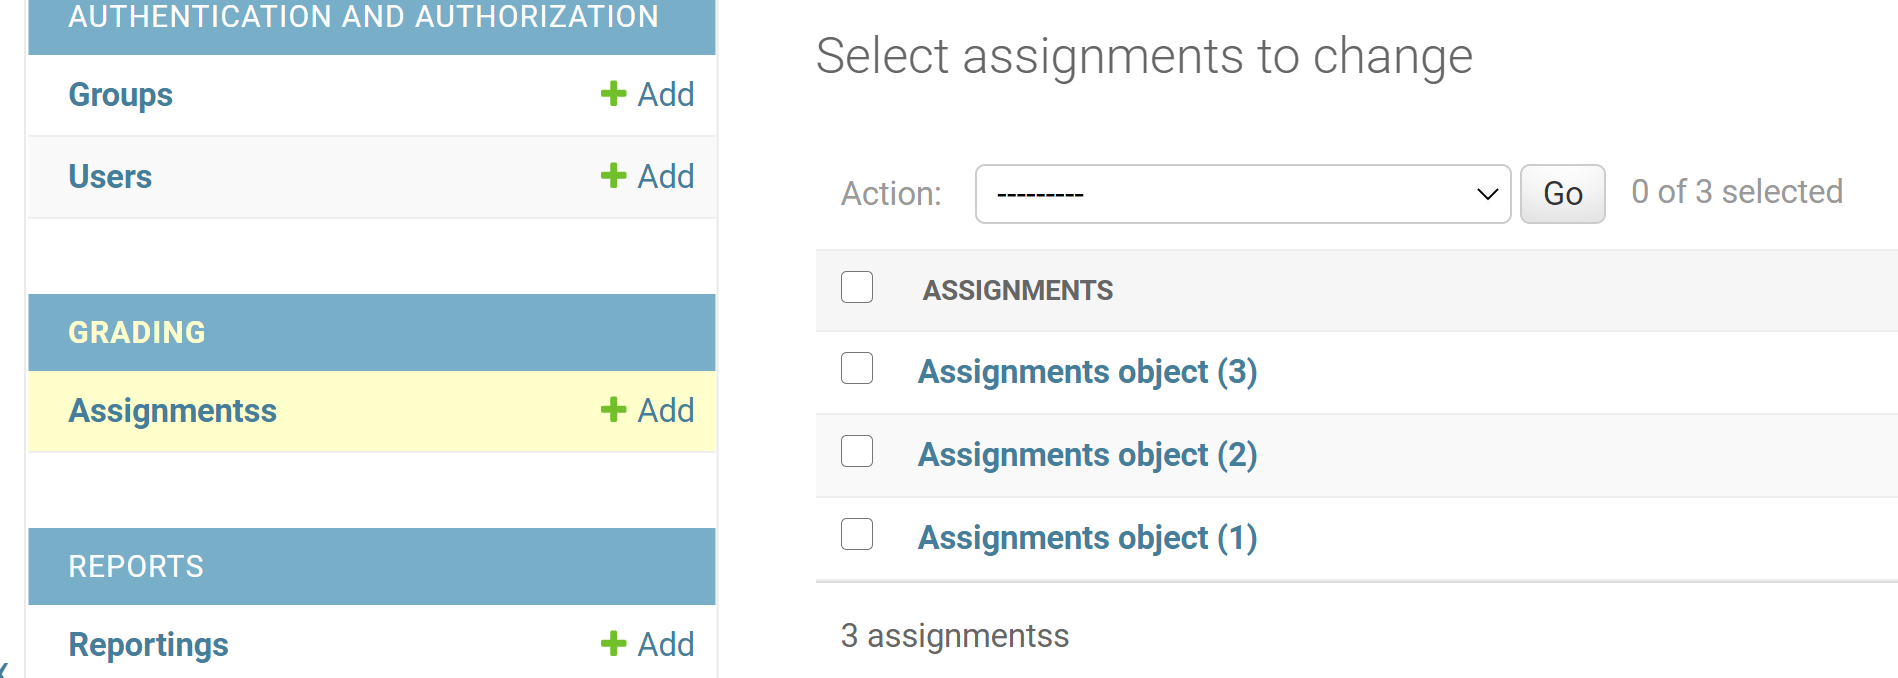 AUTHENTICATION AND AUTHORIZATION
Groups
Add
Users
Add
GRADING
Assignmentss
Add
REPORTS
Reportings
Add
Select assignments to change
Action: --------- Go 0 of 3 selected
ASSIGNMENTS
Assignments object (3)
Assignments object (2)
Assignments object (1)
3 assignmentss